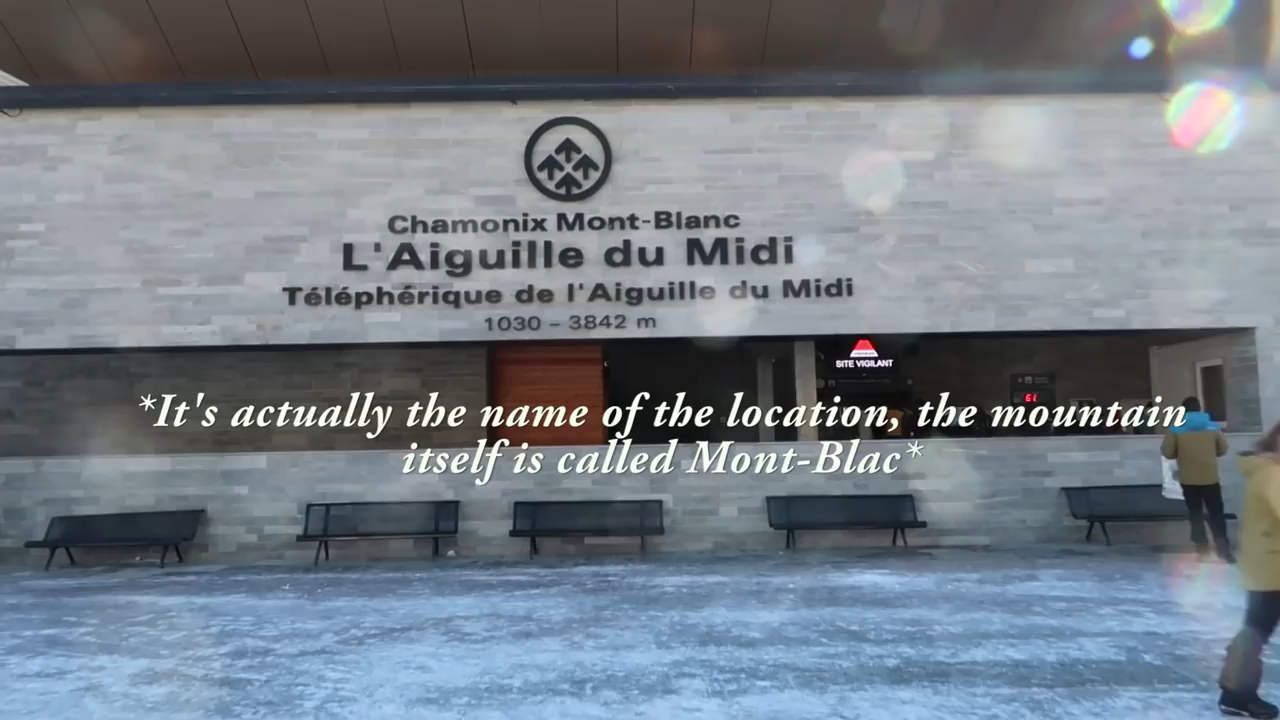 Chamonix Mont-Blanc
L'Aiguille du Midi
Téléphérique de l'Aiguille du Midi
1030 – 3842 m
SITE VIGILANT
*It's actually the name of the location, the mountain
itself is called Mont-Blac*